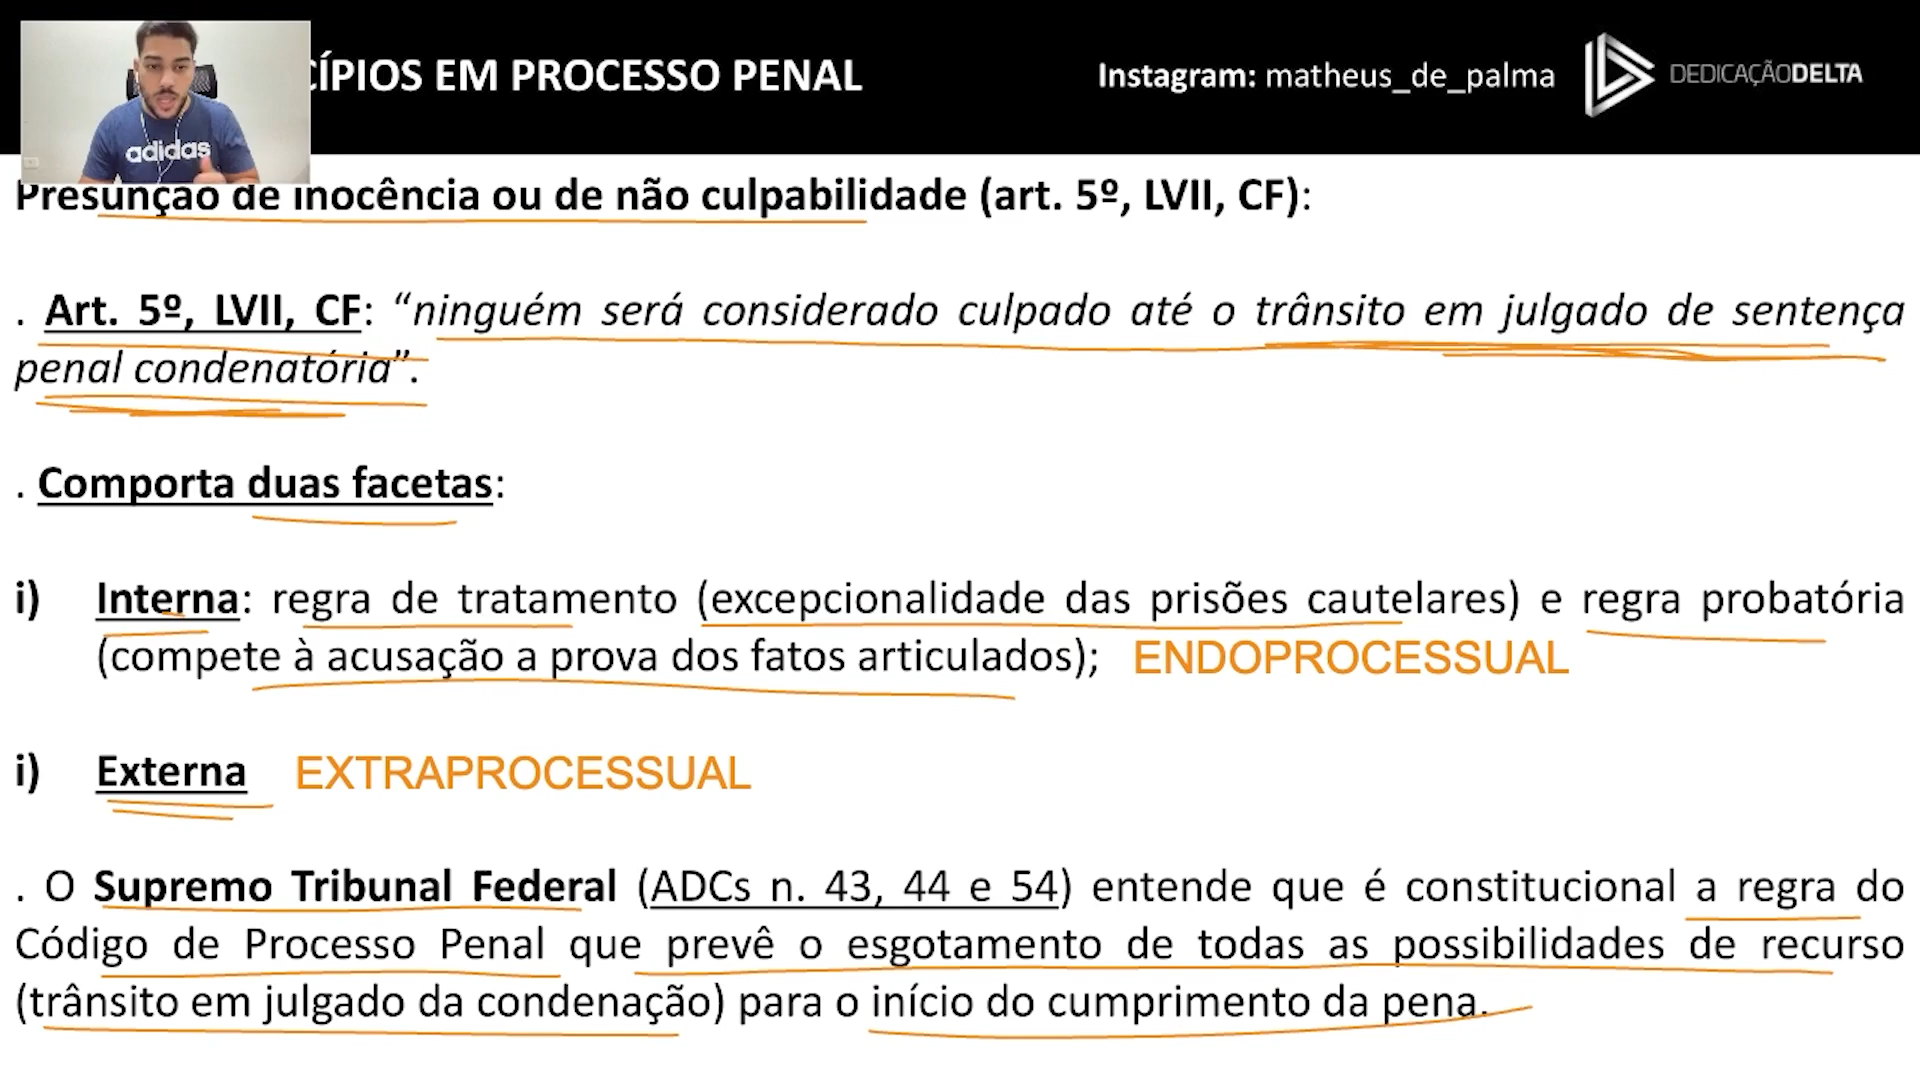 CÍPIOS EM PROCESSO PENAL
Instagram: matheus_de_palma
DEDICAÇÃODELTA
adidas
Presunção de inocência ou de não culpabilidade (art. 5º, LVII, CF):
. Art. 5º, LVII, CF: “ninguém será considerado culpado até o trânsito em julgado de sentença
penal condenatória”.
. Comporta duas facetas:
i) Interna: regra de tratamento (excepcionalidade das prisões cautelares) e regra probatória
(compete à acusação a prova dos fatos articulados); ENDOPROCESSUAL
i) Externa EXTRAPROCESSUAL
. O Supremo Tribunal Federal (ADCs n. 43, 44 e 54) entende que é constitucional a regra do
Código de Processo Penal que prevê o esgotamento de todas as possibilidades de recurso
(trânsito em julgado da condenação) para o início do cumprimento da pena.